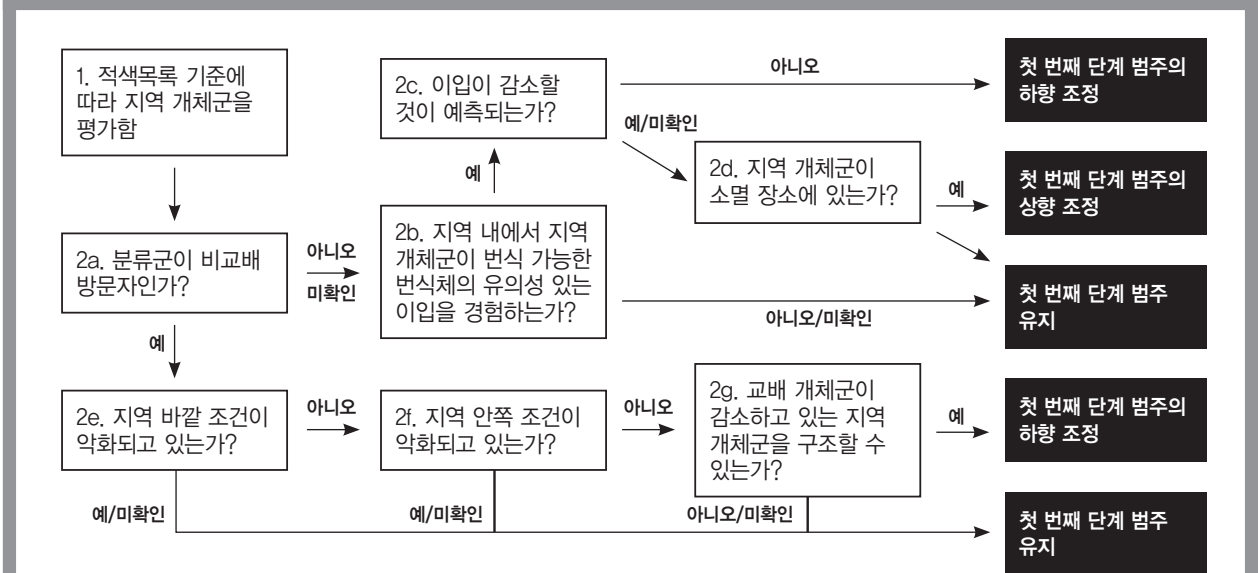 1. 적색목록 기준에
따라 지역 개체군을
평가함
2a. 분류군이 비교배
방문자인가?
아니오
미확인
예
2b. 지역 내에서 지역
개체군이 번식 가능한
번식체의 유의성 있는
이입을 경험하는가?
예
아니오/미확인
2c. 이입이 감소할
것이 예측되는가?
아니오
예/미확인
2d. 지역 개체군이
소멸 장소에 있는가?
예
첫 번째 단계 범주의
하향 조정
첫 번째 단계 범주의
상향 조정
첫 번째 단계 범주
유지
2e. 지역 바깥 조건이
악화되고 있는가?
아니오
예/미확인
2f. 지역 안쪽 조건이
악화되고 있는가?
아니오
예/미확인
2g. 교배 개체군이
감소하고 있는 지역
개체군을 구조할 수
있는가?
예
아니오/미확인
첫 번째 단계 범주의
하향 조정
첫 번째 단계 범주
유지